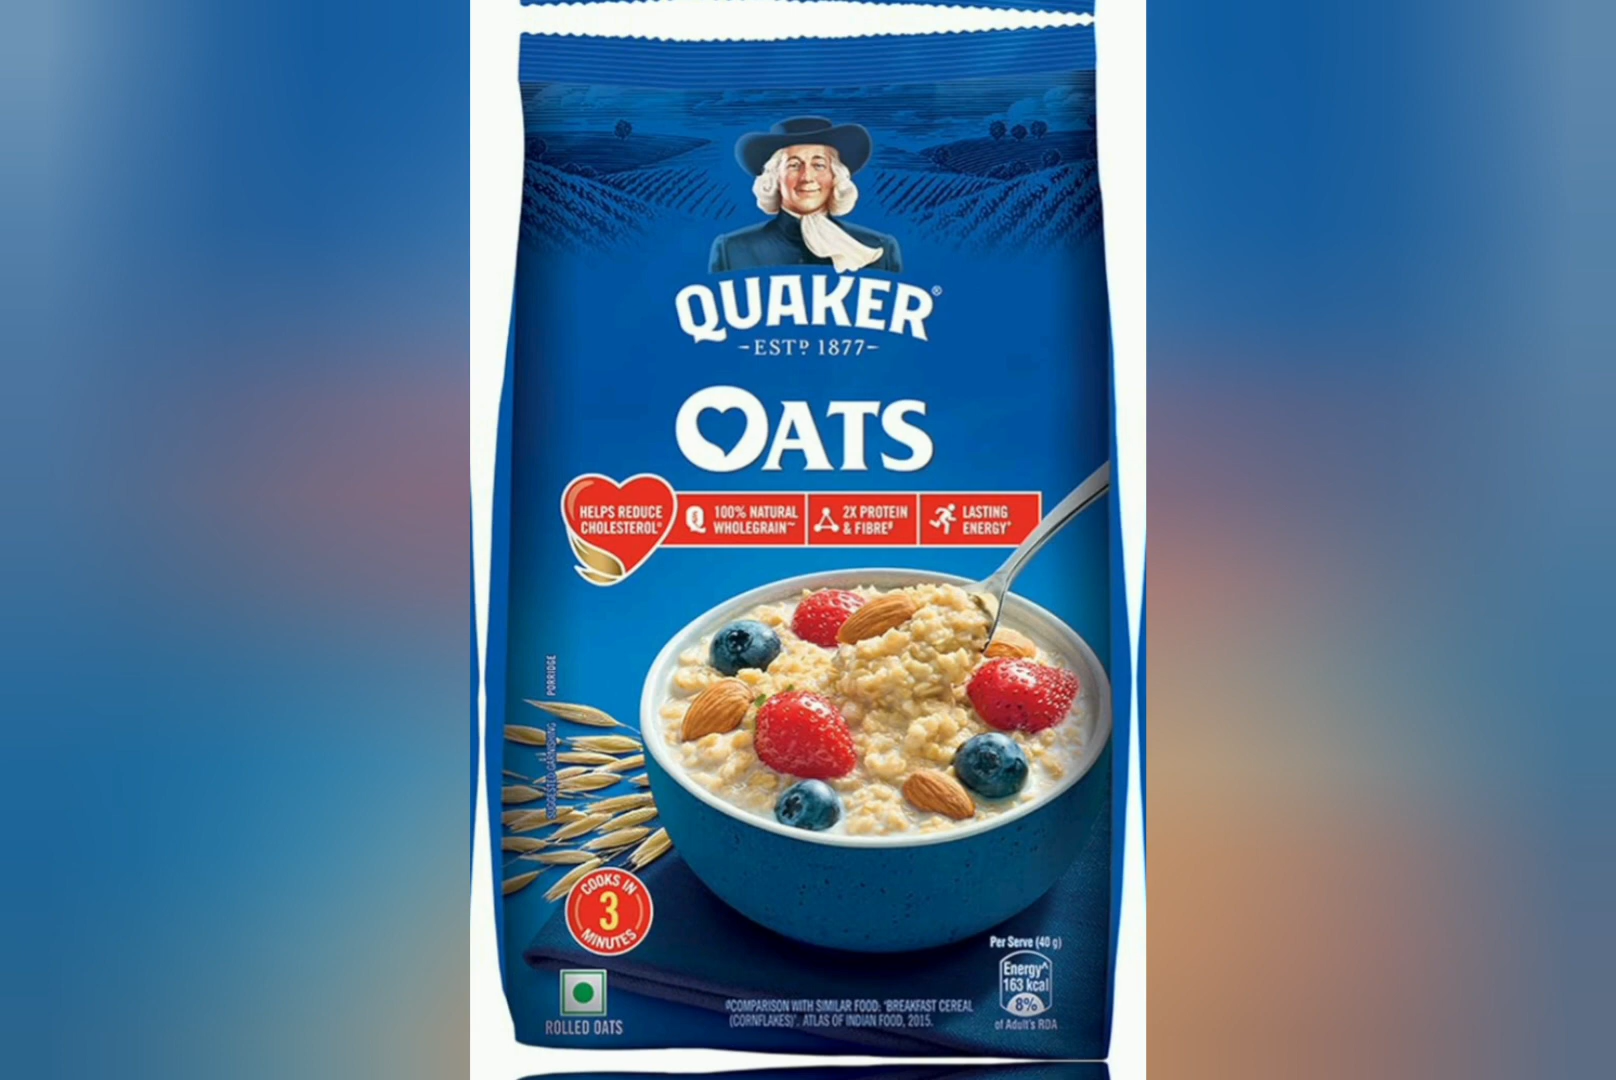 QUAKER®
-ESTD 1877-
OATS
HELPS REDUCE
CHOLESTEROL®
100% NATURAL
WHOLEGRAIN~
2X PROTEIN
& FIBRE#
LASTING
ENERGY+
SUGGESTED GARNISHING PORRIDGE
COOKS IN
3
MINUTES
ROLLED OATS
Per Serve (40 g)
Energy^
163 kcal
8%
of Adult's RDA
#COMPARISON WITH SIMILAR FOOD: 'BREAKFAST CEREAL
(CORNFLAKES)'. ATLAS OF INDIAN FOOD, 2015.